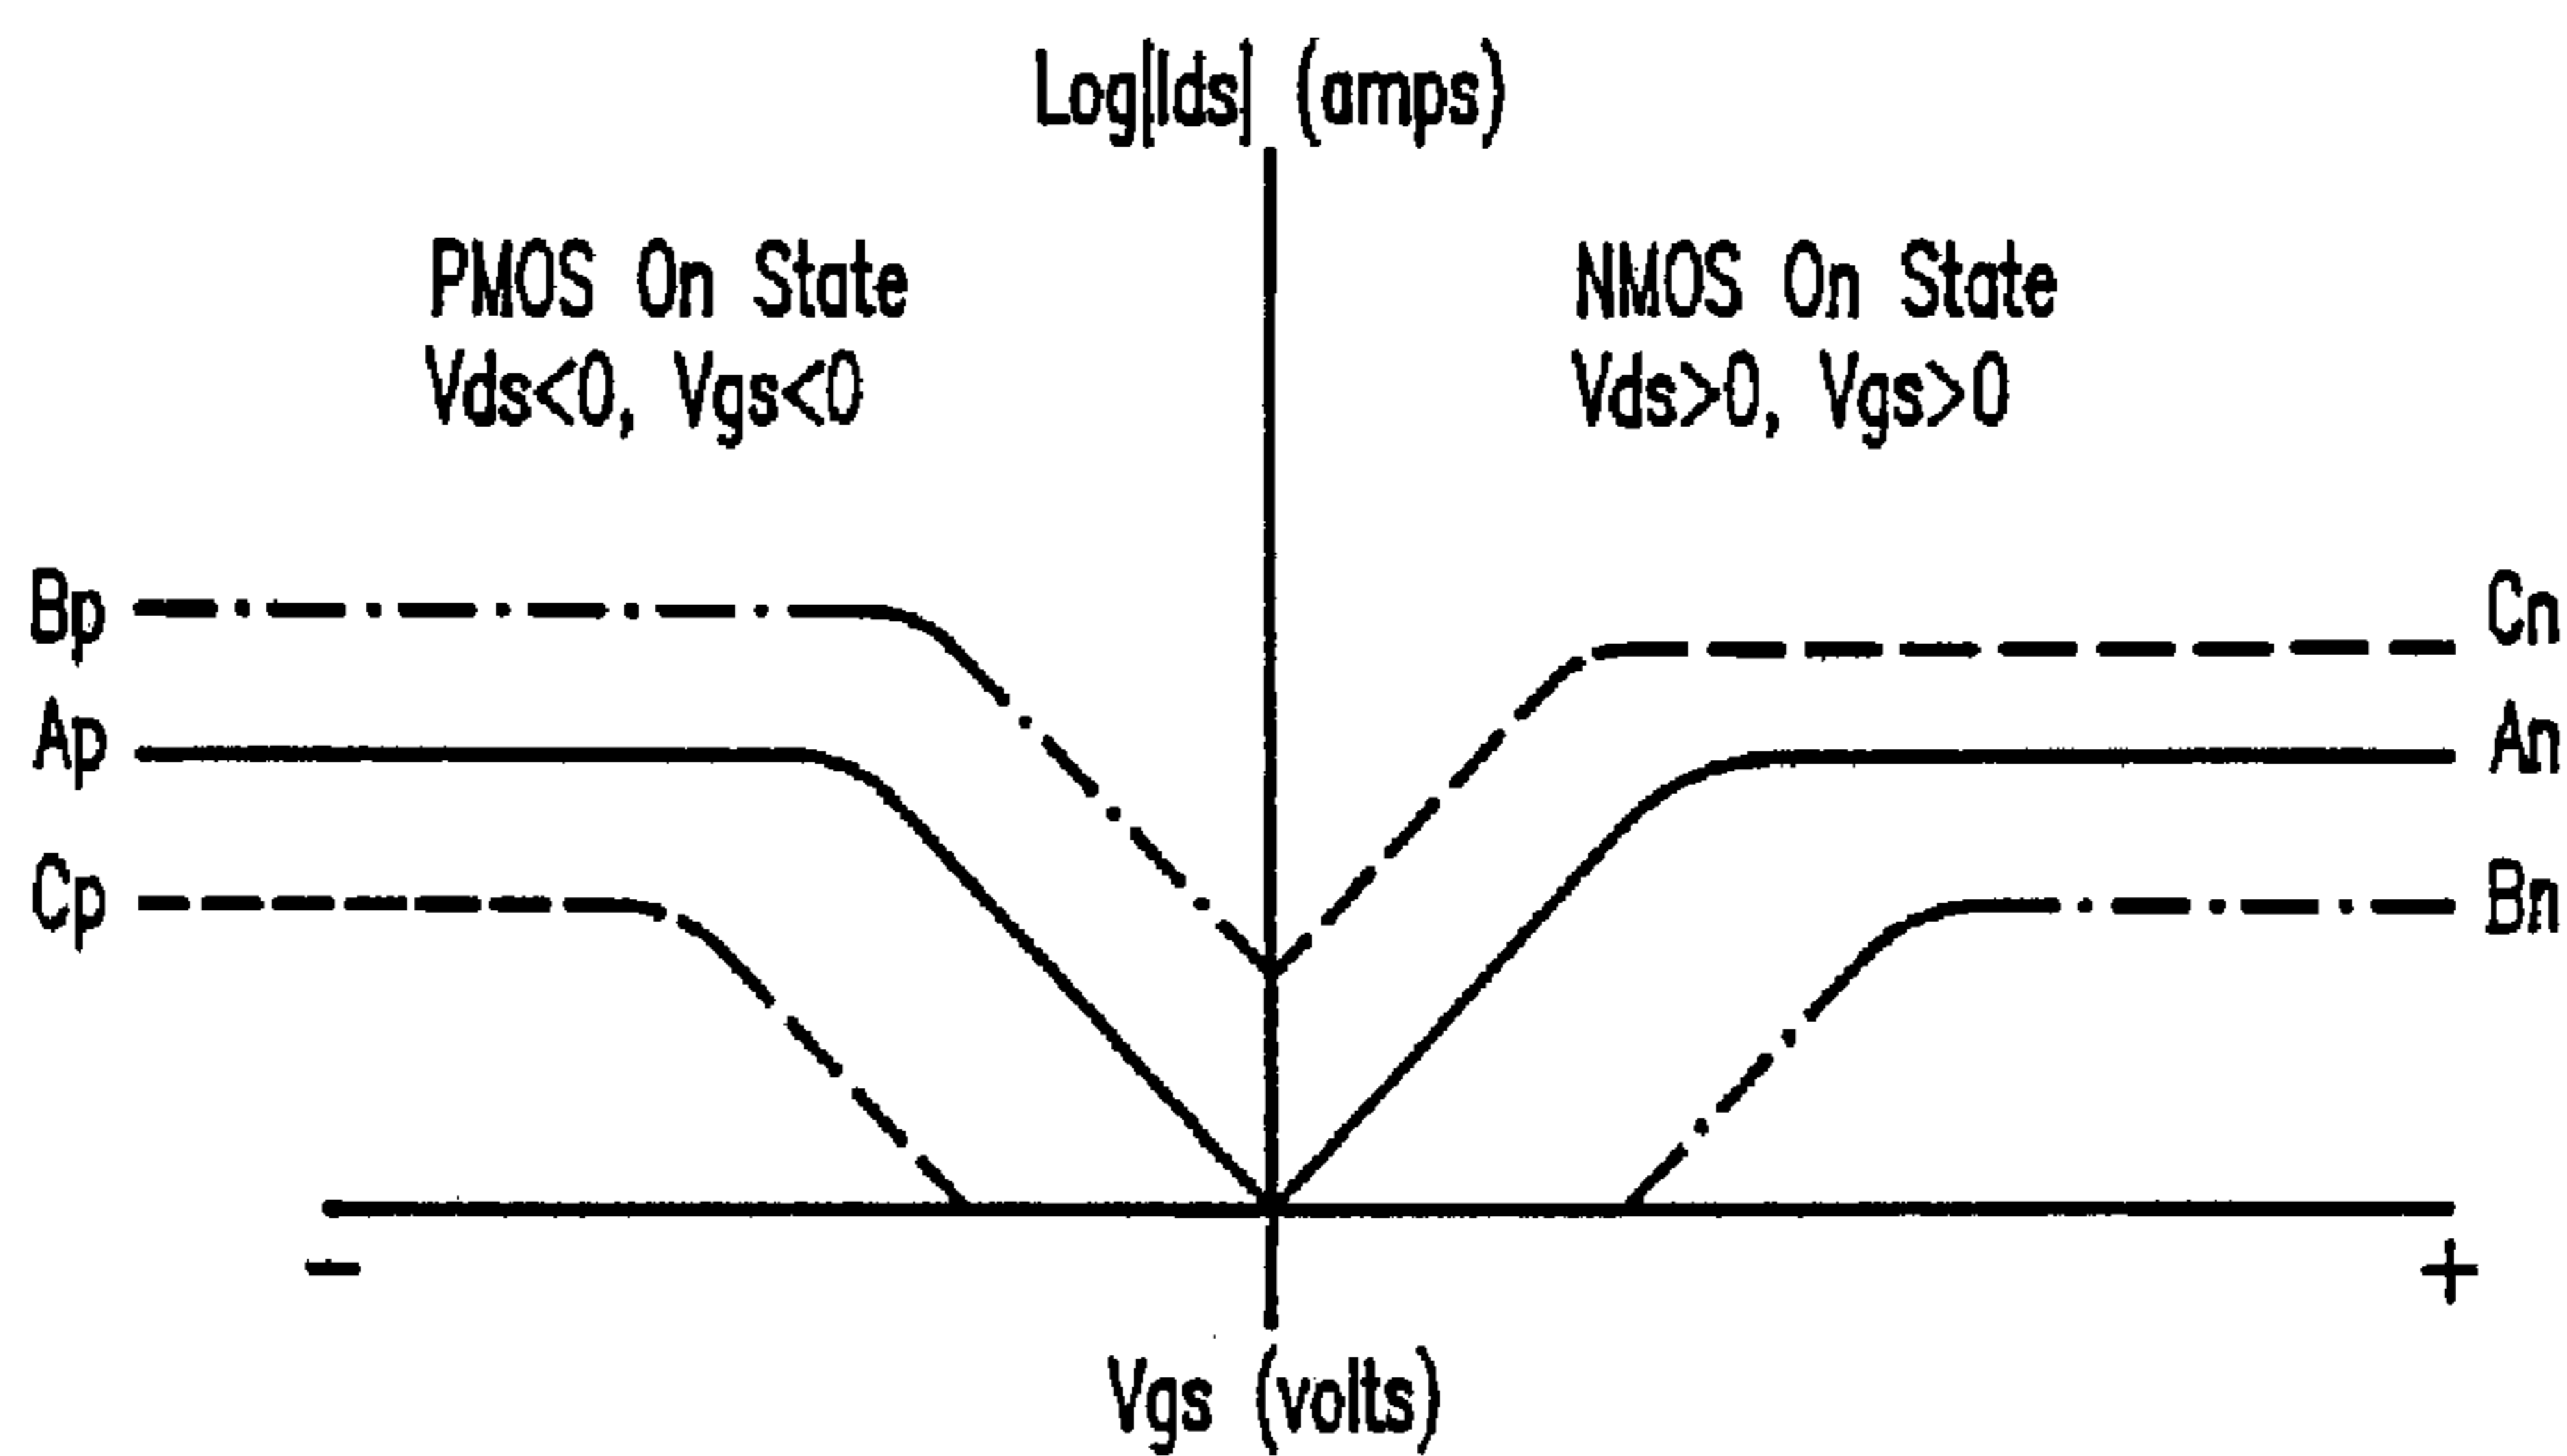 Log|Ids| (amps)
PMOS On State
Vds<0, Vgs<0
NMOS On State
Vds>0, Vgs>0
Bp
Ap
Cp
Cn
An
Bn
-
+
Vgs (volts)